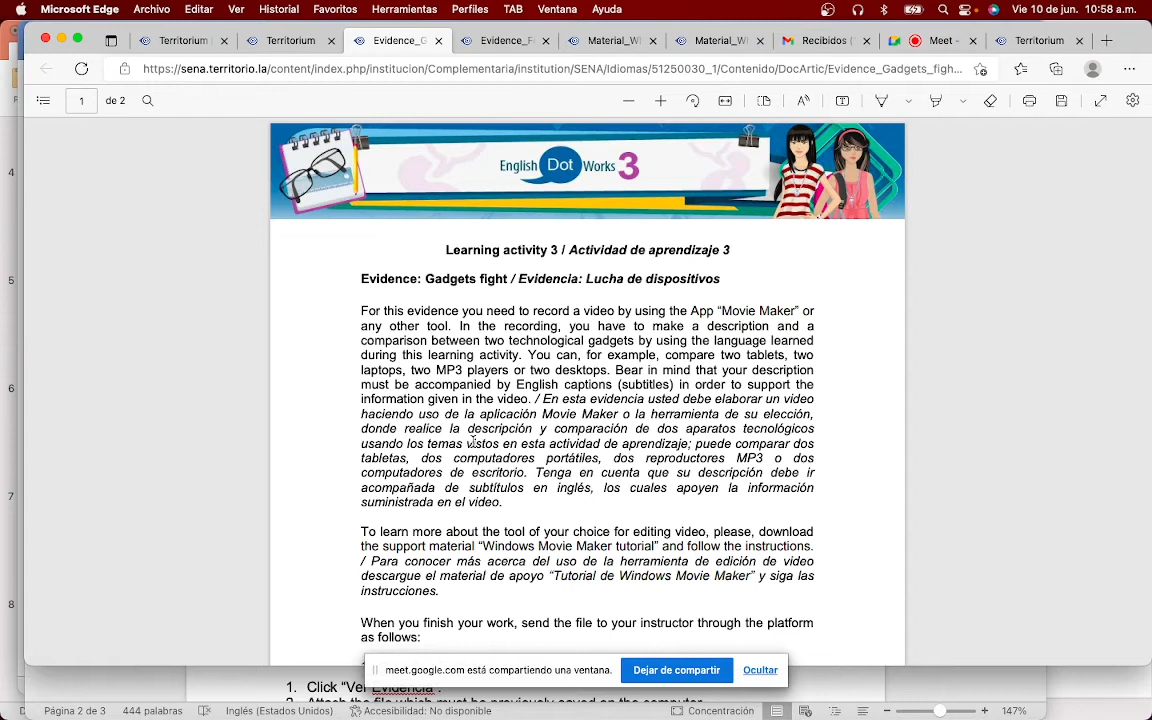 Microsoft Edge Archivo Editar Ver Historial Favoritos Herramientas Perfiles TAB Ventana Ayuda Vie 10 de jun. 10:58 a.m.
Territorium Territorium Evidence_G Evidence_F Material_W Material_W Recibidos ( Meet - Territorium
https://sena.territorio.la/content/index.php/institucion/Complementaria/institution/SENA/Idiomas/51250030_1/Contenido/DocArtic/Evidence_Gadgets_figh...
1 de 2
English Dot Works 3
Learning activity 3 / Actividad de aprendizaje 3
Evidence: Gadgets fight / Evidencia: Lucha de dispositivos
For this evidence you need to record a video by using the App “Movie Maker” or
any other tool. In the recording, you have to make a description and a
comparison between two technological gadgets by using the language learned
during this learning activity. You can, for example, compare two tablets, two
laptops, two MP3 players or two desktops. Bear in mind that your description
must be accompanied by English captions (subtitles) in order to support the
information given in the video. / En esta evidencia usted debe elaborar un video
haciendo uso de la aplicación Movie Maker o la herramienta de su elección,
donde realice la descripción y comparación de dos aparatos tecnológicos
usando los temas vistos en esta actividad de aprendizaje; puede comparar dos
tabletas, dos computadores portátiles, dos reproductores MP3 o dos
computadores de escritorio. Tenga en cuenta que su descripción debe ir
acompañada de subtítulos en inglés, los cuales apoyen la información
suministrada en el video.
To learn more about the tool of your choice for editing video, please, download
the support material “Windows Movie Maker tutorial” and follow the instructions.
/ Para conocer más acerca del uso de la herramienta de edición de video
descargue el material de apoyo “Tutorial de Windows Movie Maker” y siga las
instrucciones.
When you finish your work, send the file to your instructor through the platform
as follows:
meet.google.com está compartiendo una ventana. Dejar de compartir Ocultar
1. Click “Ver Evidencia”.
4
5
6
7
8
Página 2 de 3 444 palabras Inglés (Estados Unidos) Accesibilidad: No disponible Concentración 147%